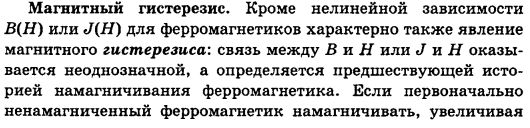 Магнитный гистерезис. Кроме нелинейной зависимости
B(H) или J(H) для ферромагнетиков характерно также явление
магнитного гистерезиса: связь между B и H или J и H оказы-
вается неоднозначной, а определяется предшествующей исто-
рией намагничивания ферромагнетика. Если первоначально
ненамагниченный ферромагнетик намагничивать, увеличивая